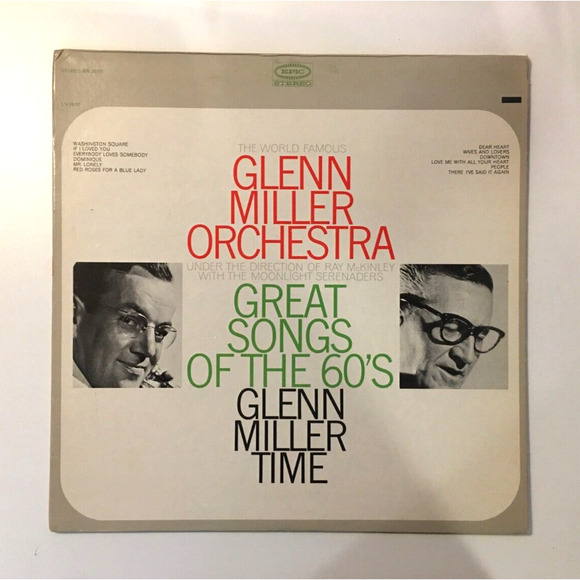 EPIC
STEREO
WASHINGTON SQUARE
IF I LOVED YOU
EVERYBODY LOVES SOMEBODY
DOMINIQUE
MR. LONELY
RED ROSES FOR A BLUE LADY
DEAR HEART
WIVES AND LOVERS
DOWNTOWN
LOVE ME WITH ALL YOUR HEART
PEOPLE
THERE I'VE SAID IT AGAIN
THE WORLD FAMOUS
GLENN
MILLER
ORCHESTRA
UNDER THE DIRECTION OF RAY McKINLEY
WITH THE MOONLIGHT SERENADERS
GREAT
SONGS
OF THE 60'S
GLENN
MILLER
TIME